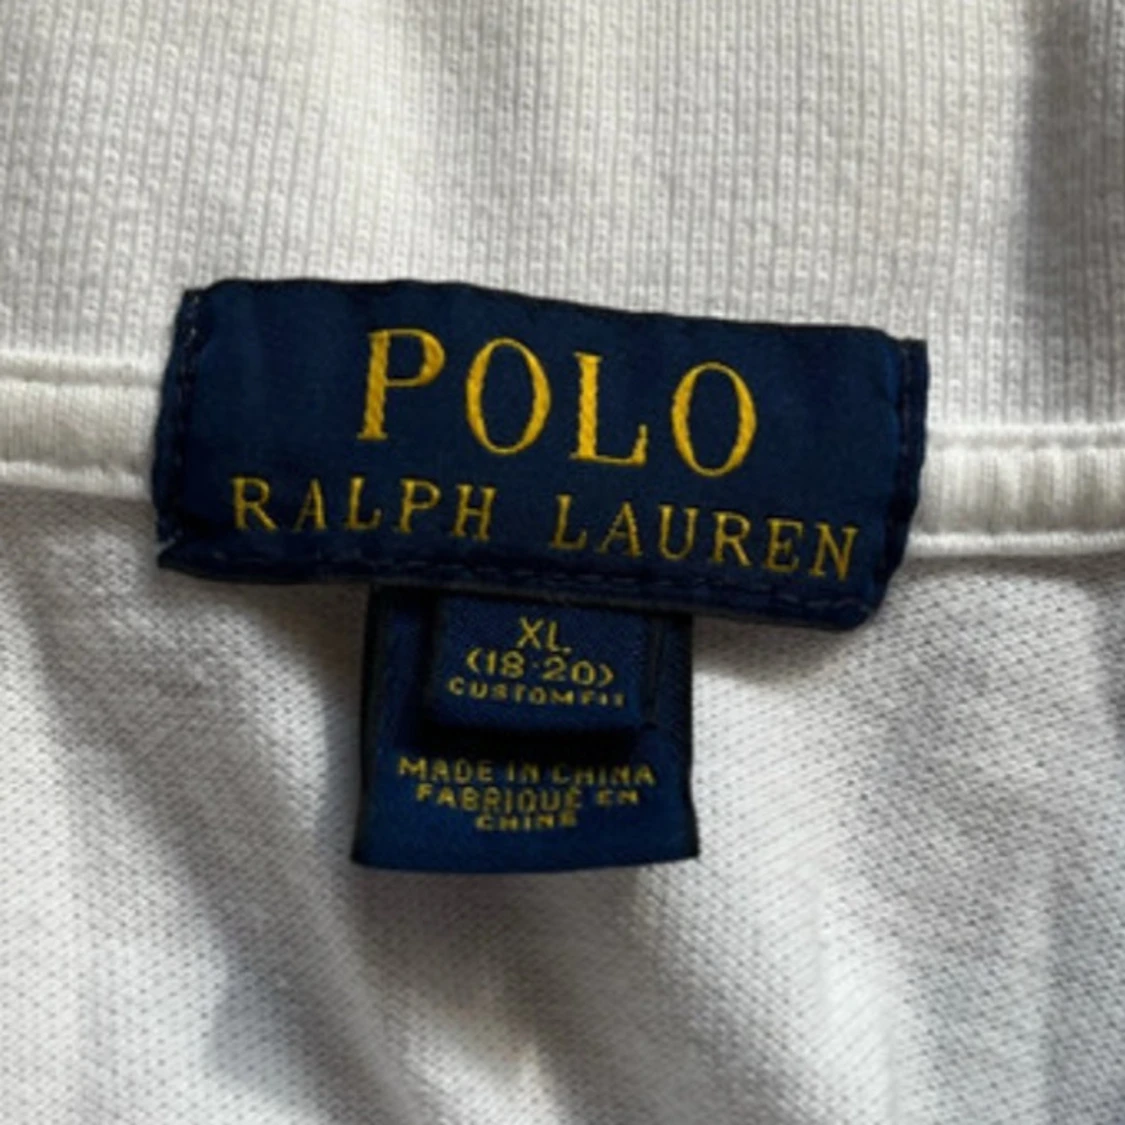 POLO
RALPH LAUREN
XL
(18-20)
CUSTOM FIT
MADE IN CHINA
FABRIQUÉ EN
CHINE